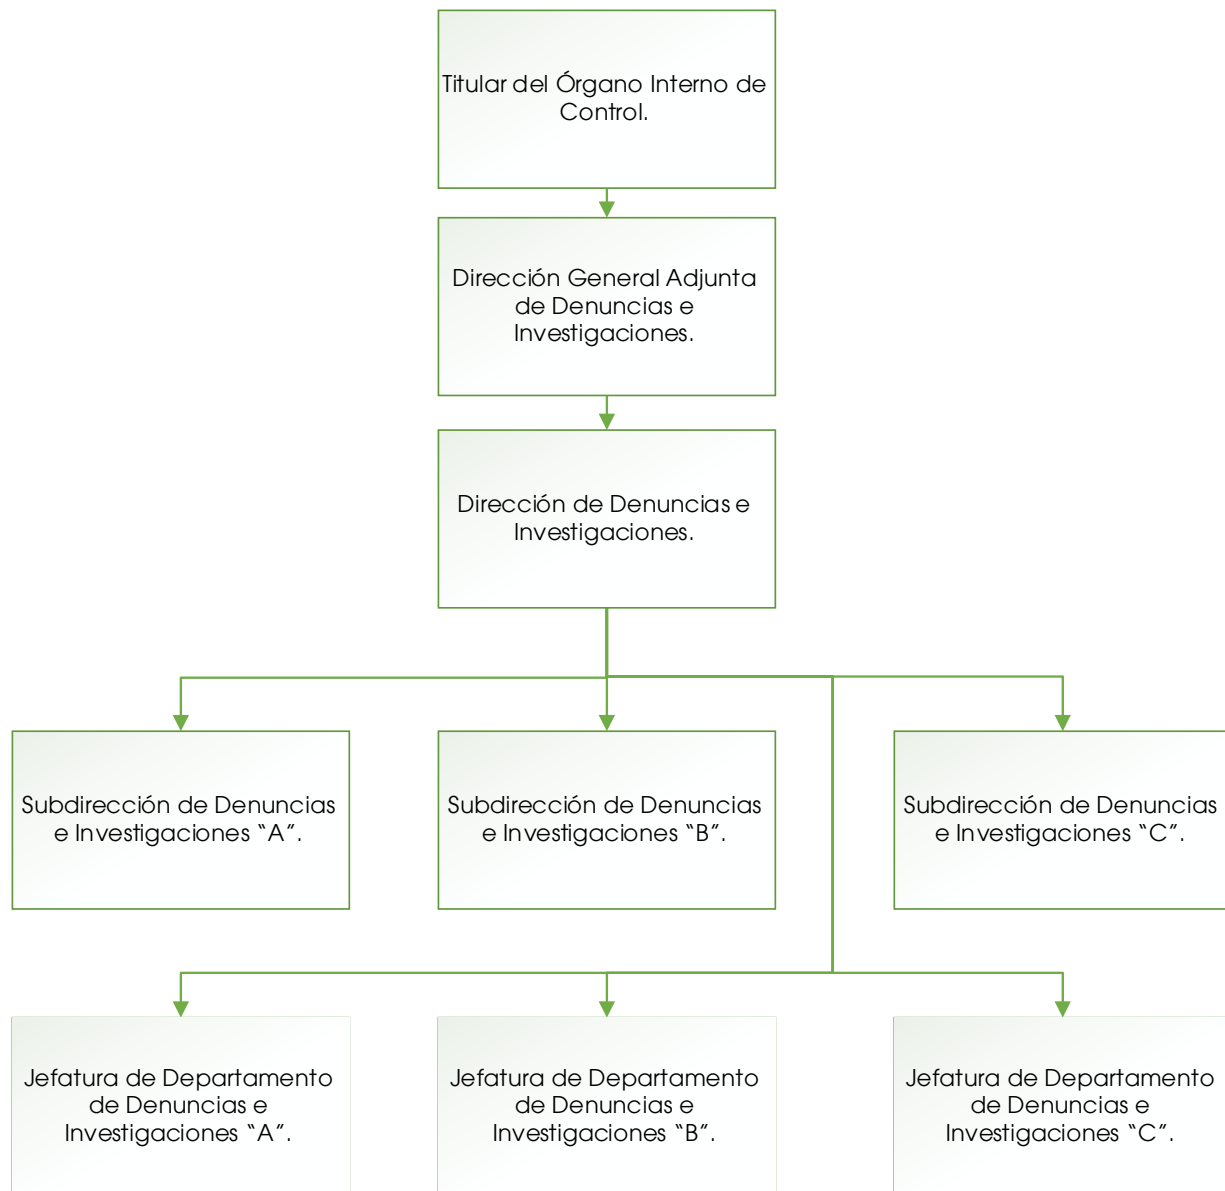 Titular del Órgano Interno de
Control.
Dirección General Adjunta
de Denuncias e
Investigaciones.
Dirección de Denuncias e
Investigaciones.
Subdirección de Denuncias
e Investigaciones “A”.
Subdirección de Denuncias
e Investigaciones “B”.
Subdirección de Denuncias
e Investigaciones “C”.
Jefatura de Departamento
de Denuncias e
Investigaciones “A”.
Jefatura de Departamento
de Denuncias e
Investigaciones “B”.
Jefatura de Departamento
de Denuncias e
Investigaciones “C”.